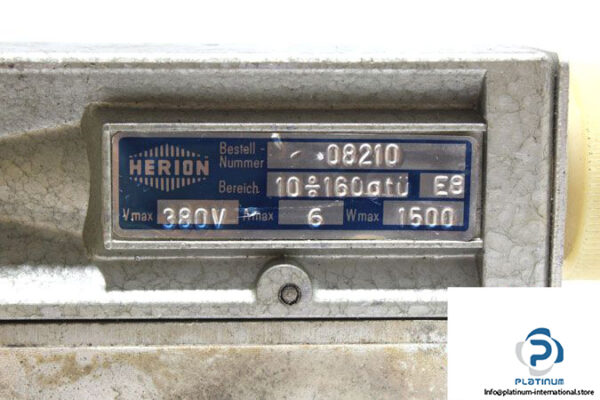 HERION
Bestell-
Nummer
08210
Bereich 10÷160atü E8
Vmax 380V Amax 6 Wmax 1500
PLATINUM
Info@platinum-international.store